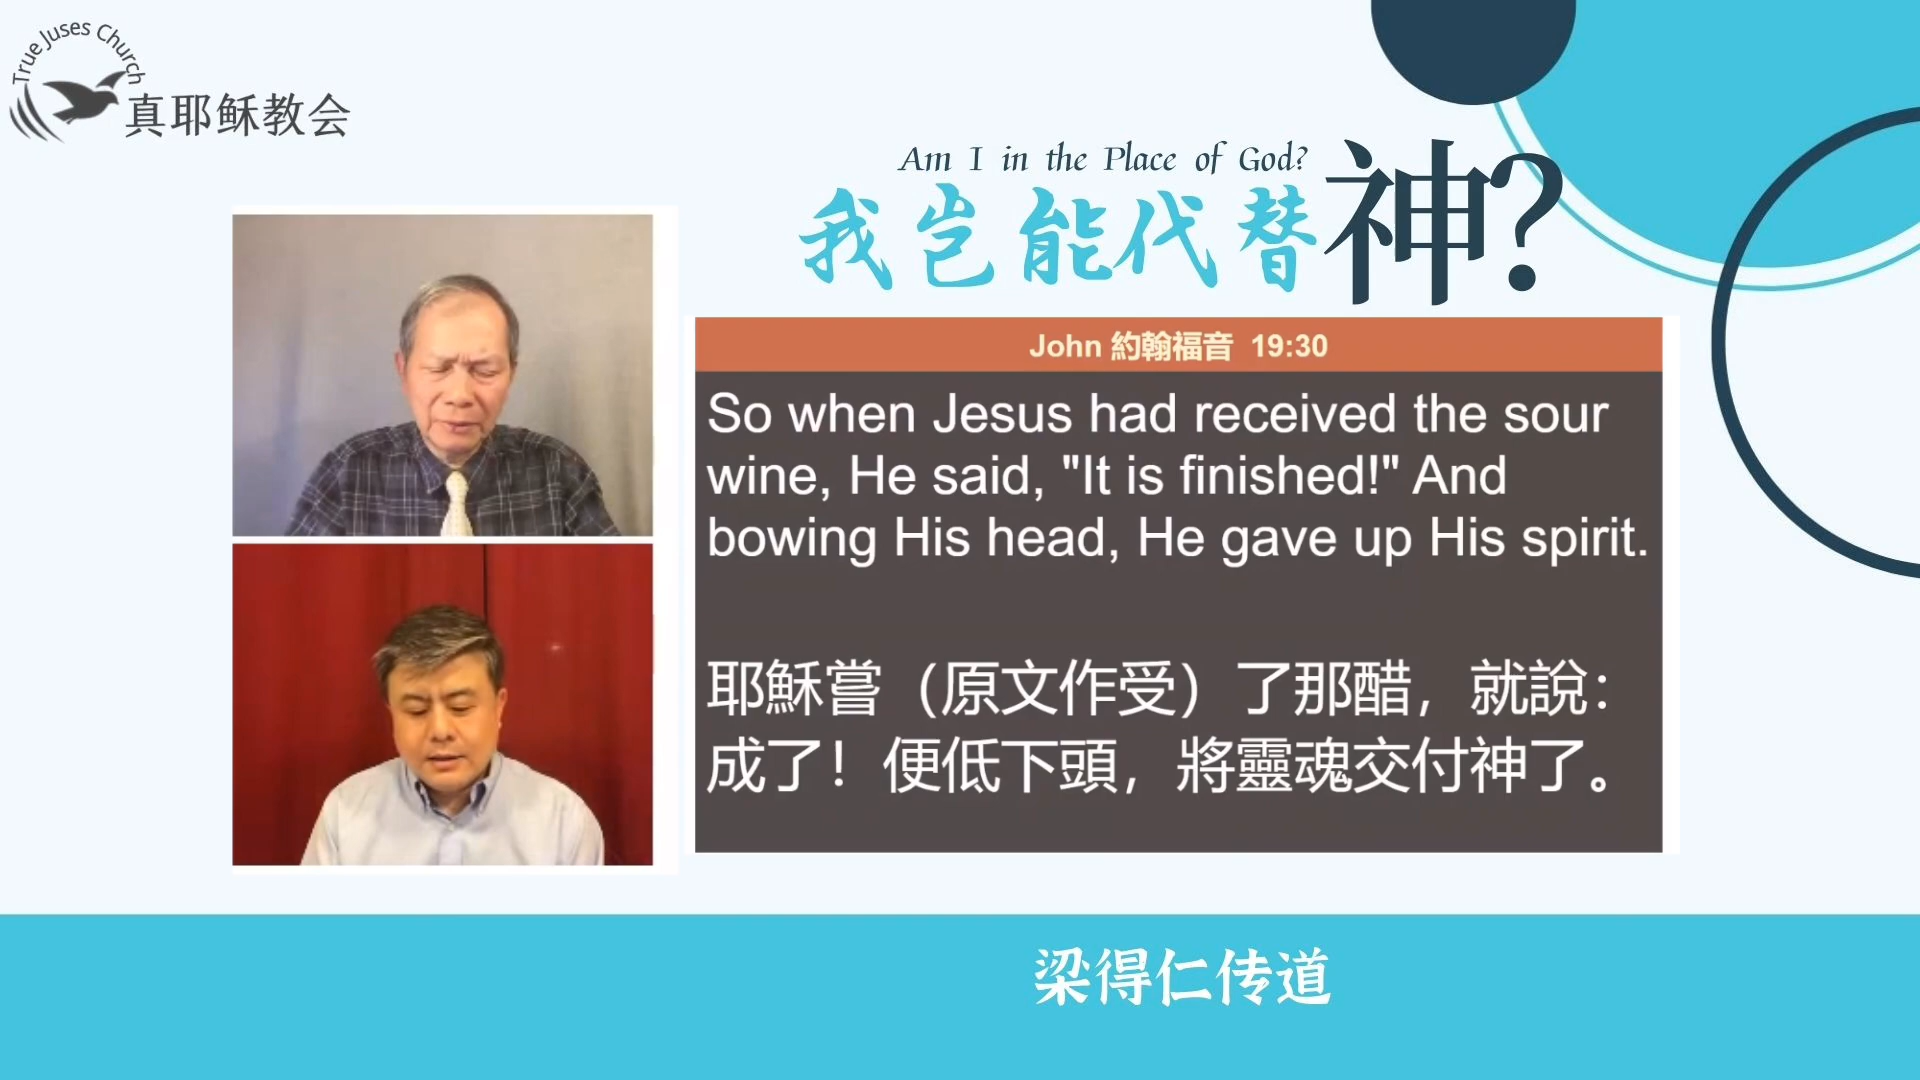 True Juses Church
真耶稣教会
Am I in the Place of God?
我岂能代替神?
John 約翰福音 19:30
So when Jesus had received the sour
wine, He said, "It is finished!" And
bowing His head, He gave up His spirit.
耶穌嘗（原文作受）了那醋，就說：
成了！便低下頭，將靈魂交付神了。
梁得仁传道